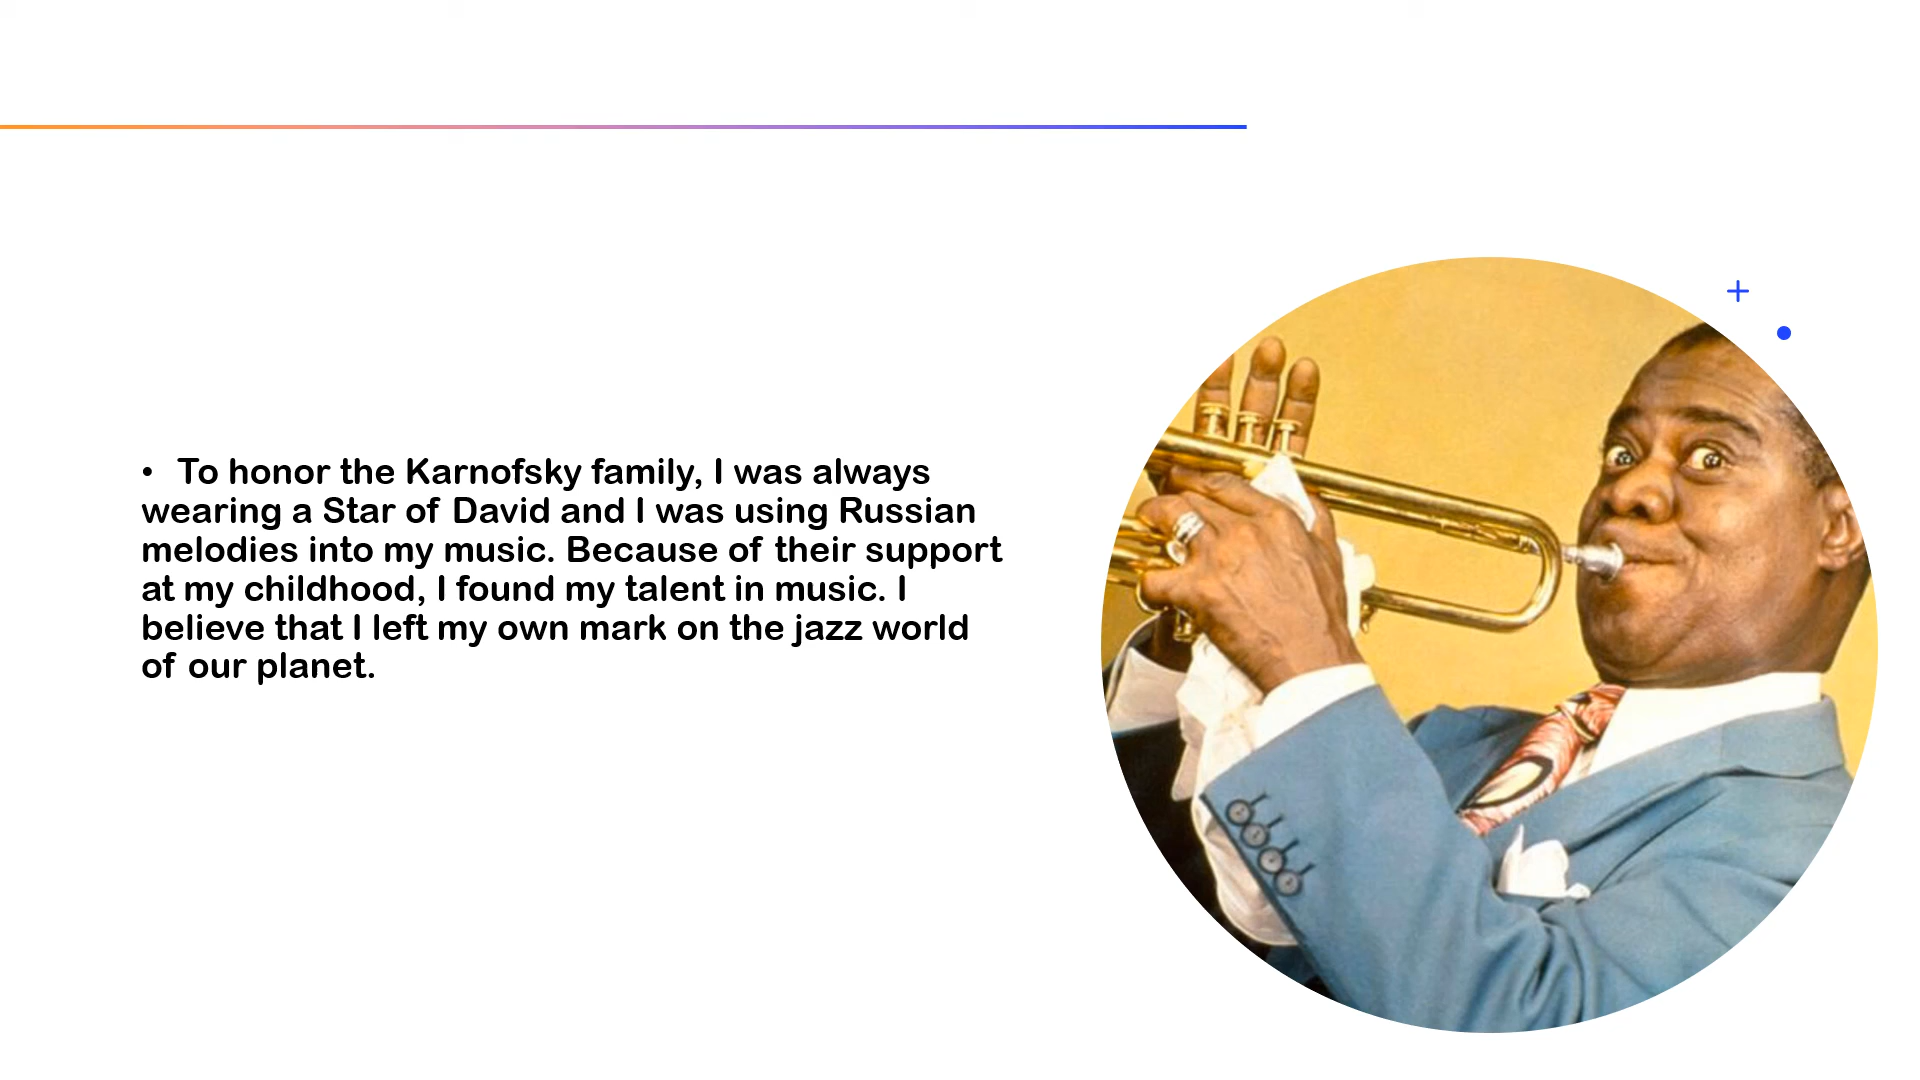 • To honor the Karnofsky family, I was always
wearing a Star of David and I was using Russian
melodies into my music. Because of their support
at my childhood, I found my talent in music. I
believe that I left my own mark on the jazz world
of our planet.